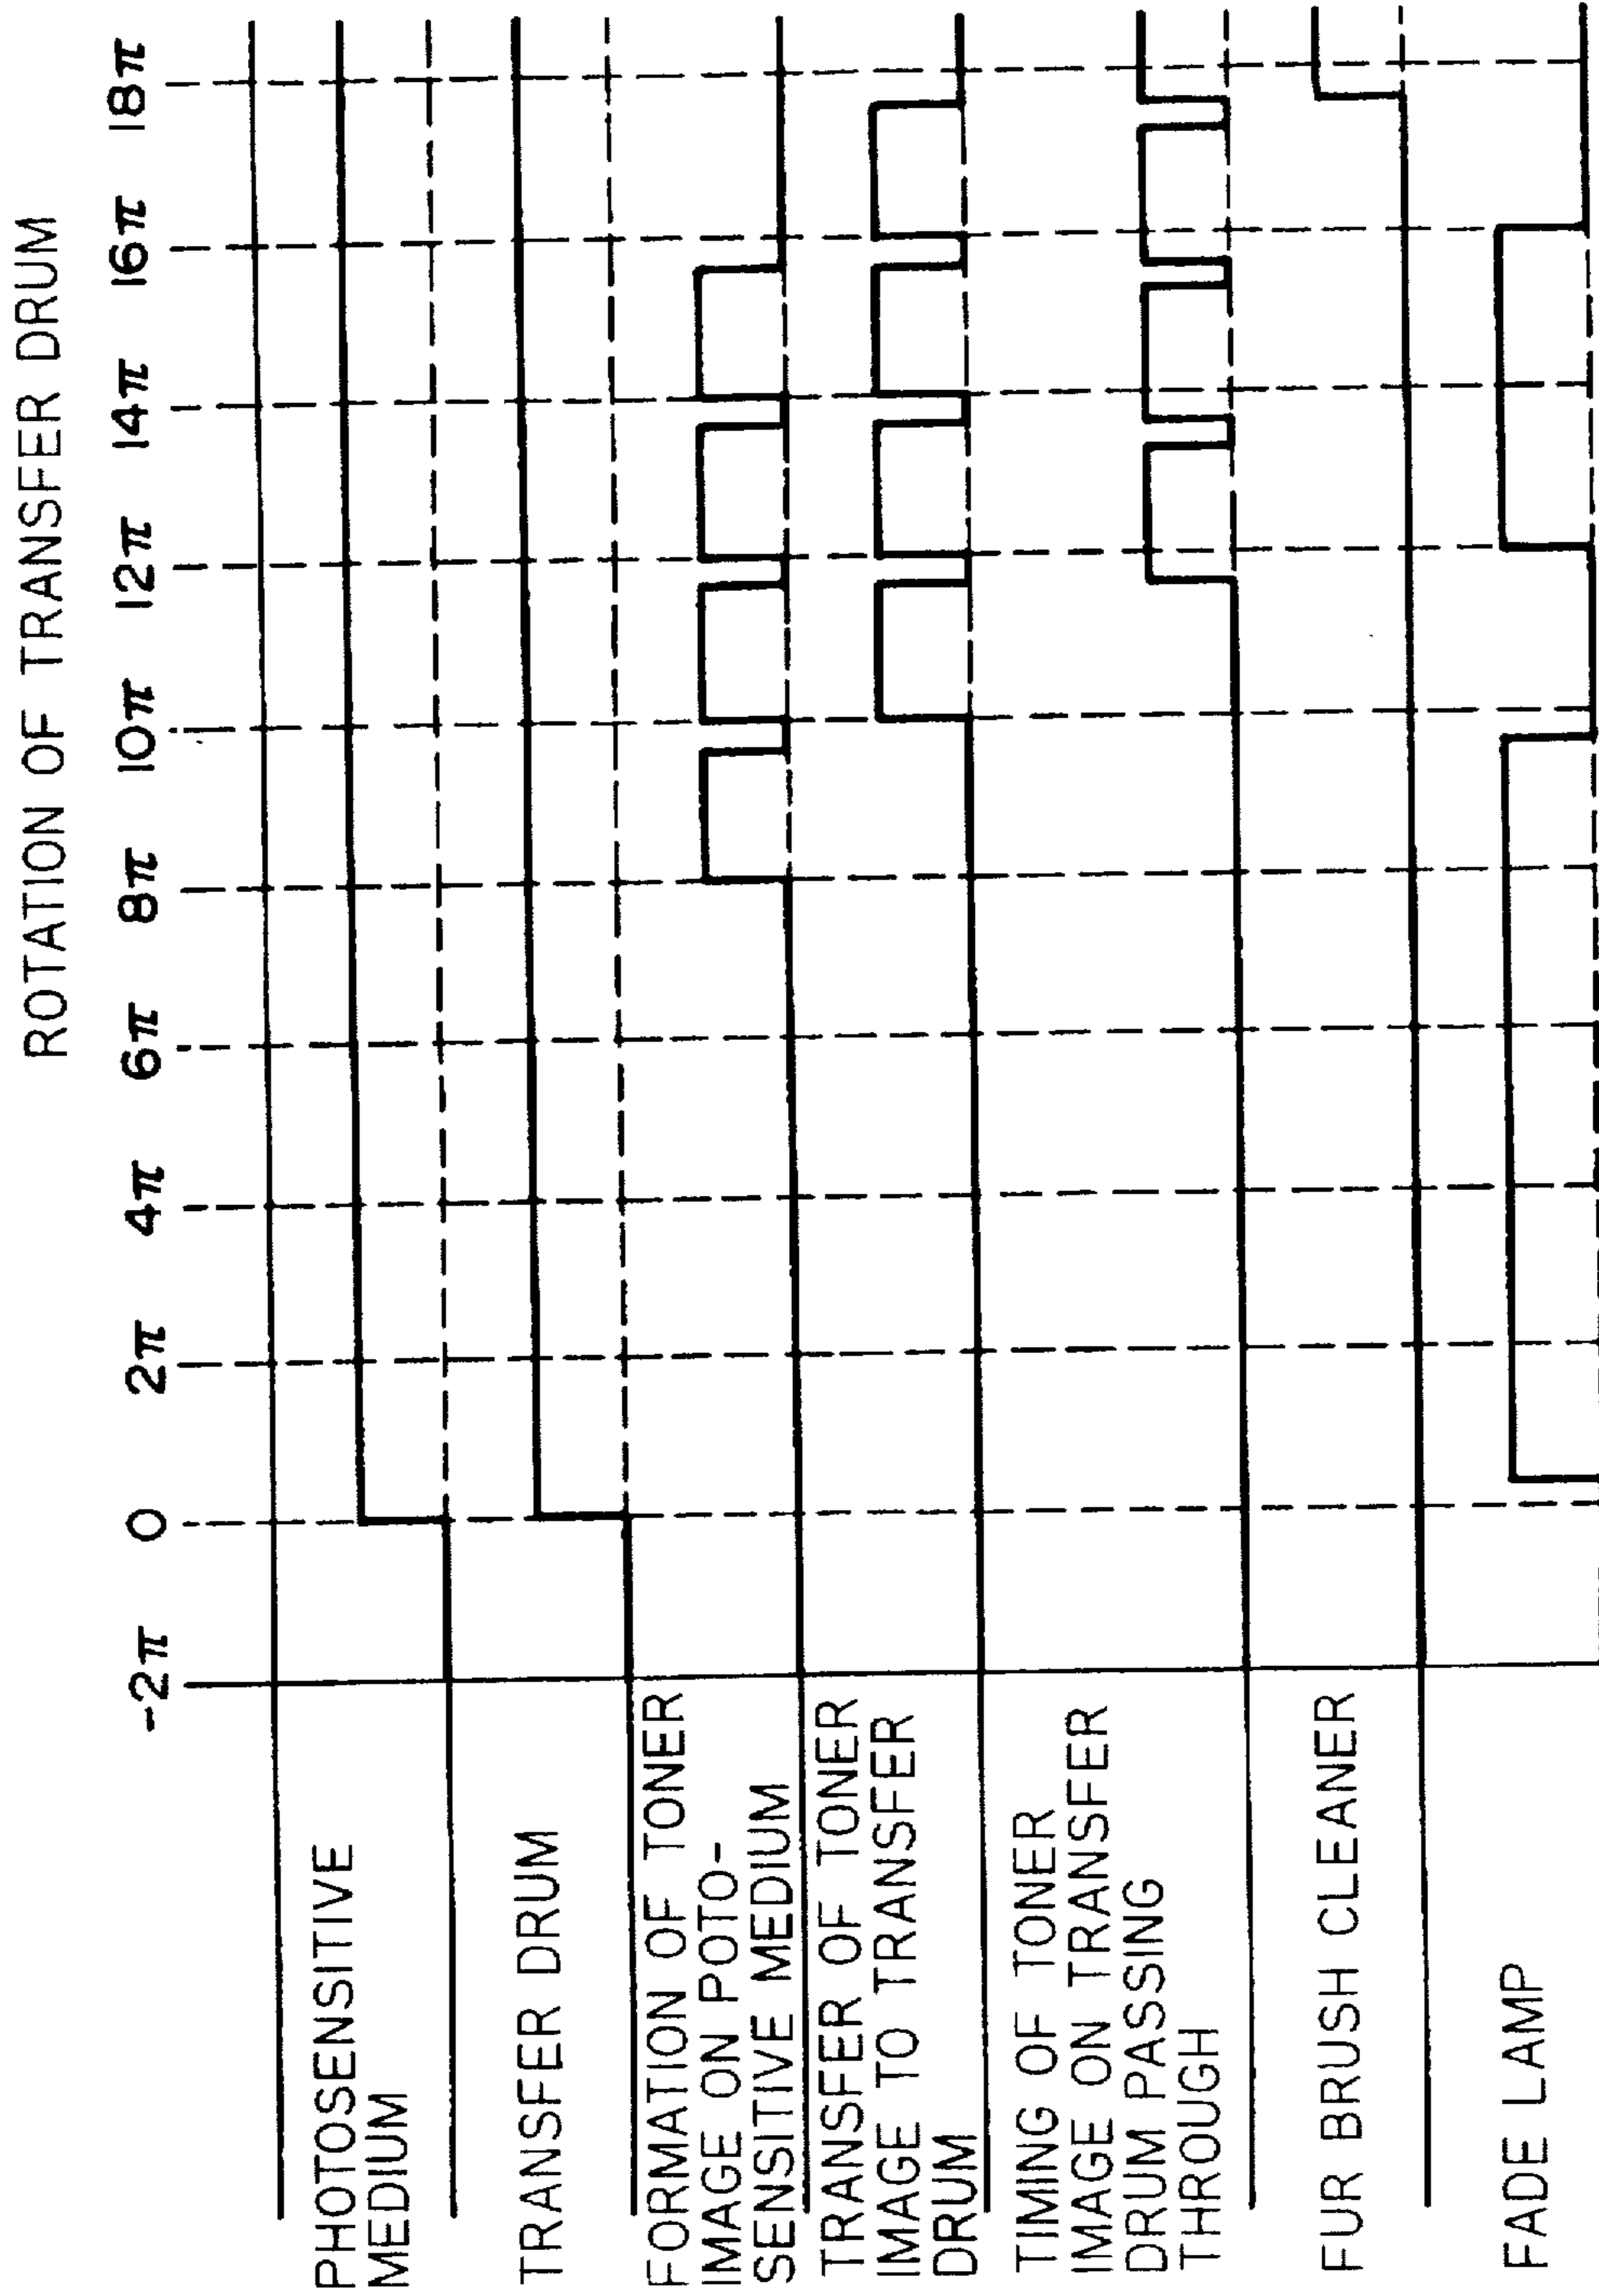 ROTATION OF TRANSFER DRUM
-2π 0 2π 4π 6π 8π 10π 12π 14π 16π 18π
PHOTOSENSITIVE
MEDIUM
TRANSFER DRUM
FORMATION OF TONER
IMAGE ON POTO-
SENSITIVE MEDIUM
TRANSFER OF TONER
IMAGE TO TRANSFER
DRUM
TIMING OF TONER
IMAGE ON TRANSFER
DRUM PASSING
THROUGH
FUR BRUSH CLEANER
FADE LAMP